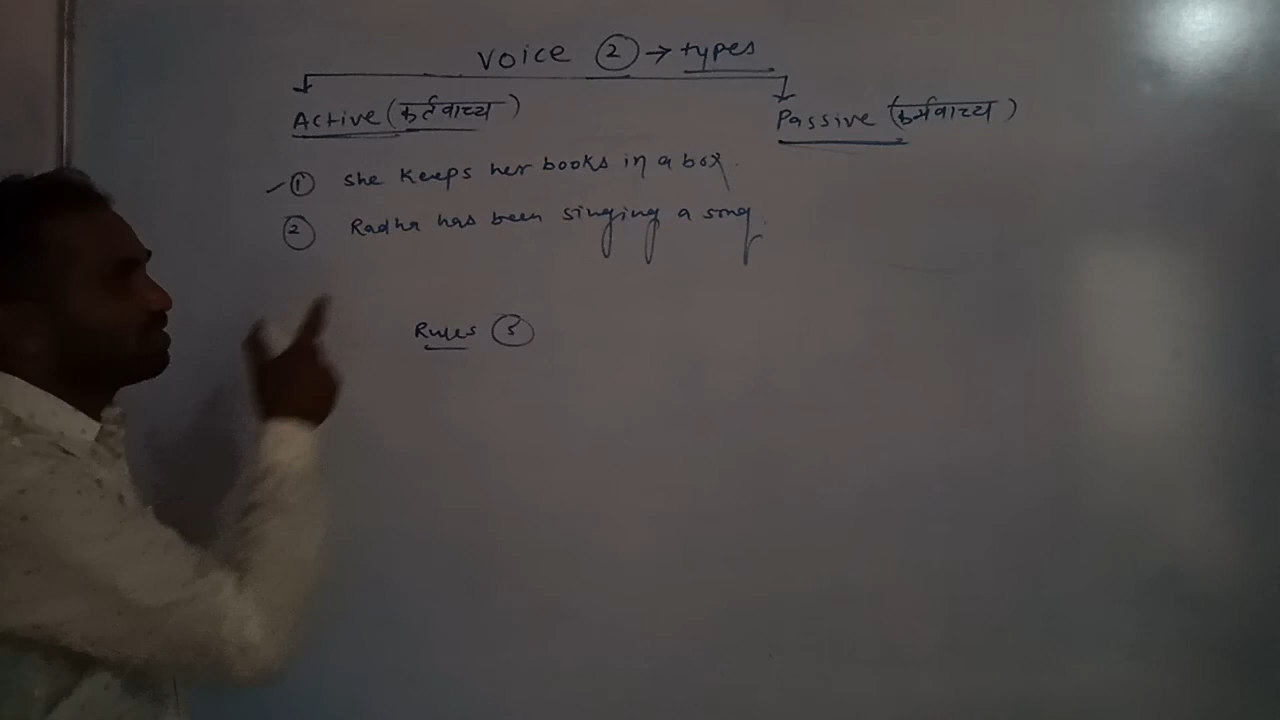 Voice ② → types
Active (कर्तवाच्य) Passive (कर्मवाच्य)
① She keeps her books in a box.
② Radha has been singing a song.
Rules